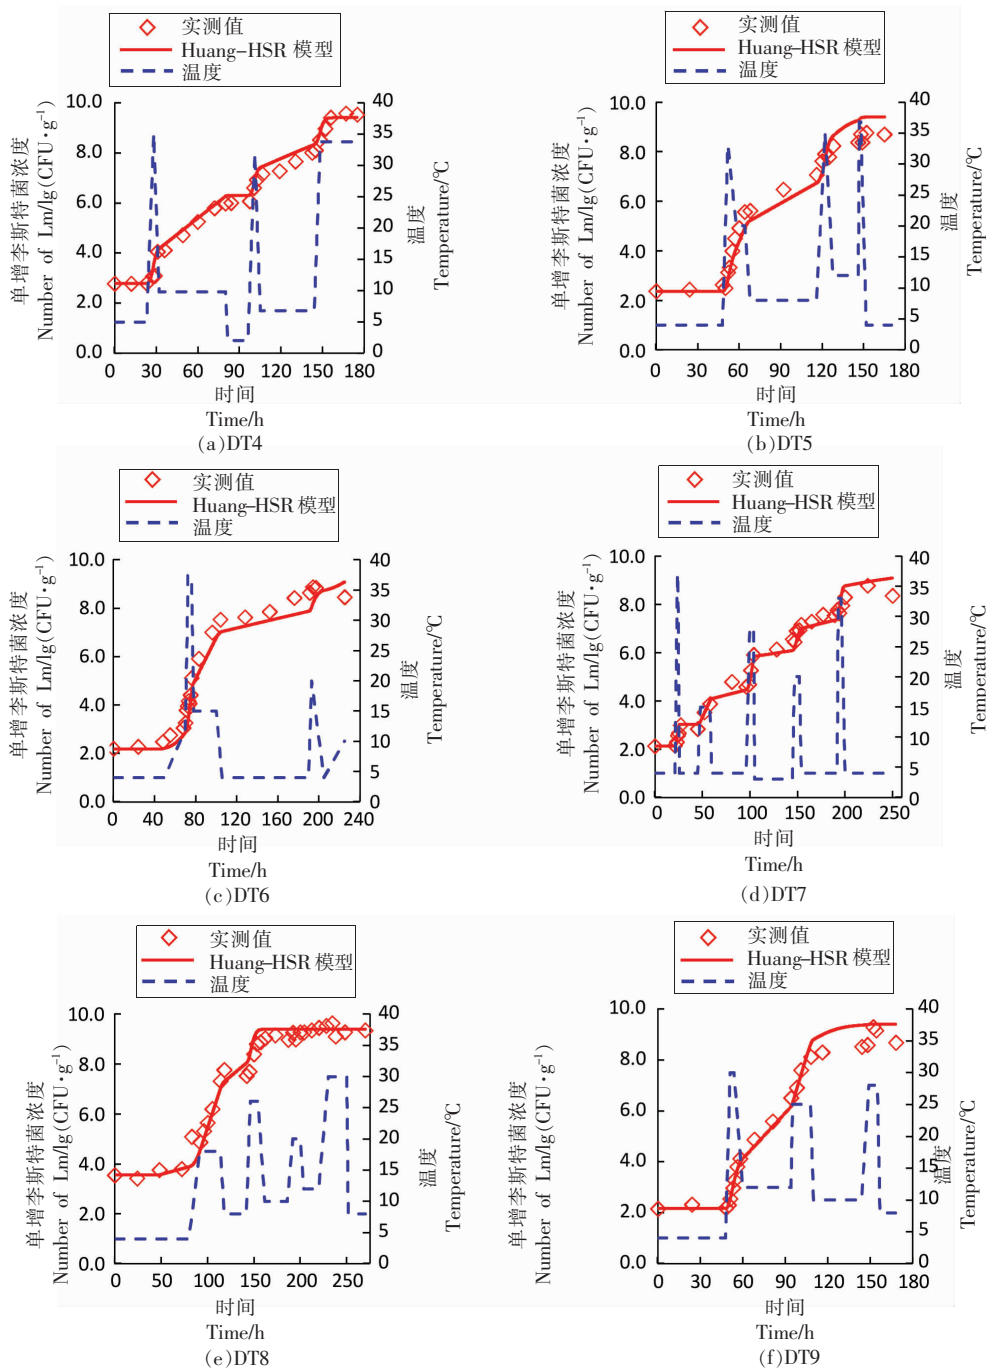 实测值
Huang–HSR 模型
温度
单增李斯特菌浓度
Number of Lm/lg(CFU·g⁻¹)
10.0
8.0
6.0
4.0
2.0
0.0
40
35
30
25
20
15
10
5
0
温度
Temperature/℃
0 30 60 90 120 150 180
时间
Time/h
(a)DT4
实测值
Huang–HSR 模型
温度
单增李斯特菌浓度
Number of Lm/lg(CFU·g⁻¹)
10.0
8.0
6.0
4.0
2.0
0.0
40
35
30
25
20
15
10
5
0
温度
Temperature/℃
0 30 60 90 120 150 180
时间
Time/h
(b)DT5
实测值
Huang–HSR 模型
温度
单增李斯特菌浓度
Number of Lm/lg(CFU·g⁻¹)
10.0
8.0
6.0
4.0
2.0
0.0
40
35
30
25
20
15
10
5
0
温度
Temperature/℃
0 40 80 120 160 200 240
时间
Time/h
(c)DT6
实测值
Huang–HSR 模型
温度
单增李斯特菌浓度
Number of Lm/lg(CFU·g⁻¹)
10.0
8.0
6.0
4.0
2.0
0.0
40
35
30
25
20
15
10
5
0
温度
Temperature/℃
0 50 100 150 200 250
时间
Time/h
(d)DT7
实测值
Huang–HSR 模型
温度
单增李斯特菌浓度
Number of Lm/lg(CFU·g⁻¹)
10.0
8.0
6.0
4.0
2.0
0.0
40
35
30
25
20
15
10
5
0
温度
Temperature/℃
0 50 100 150 200 250
时间
Time/h
(e)DT8
实测值
Huang–HSR 模型
温度
单增李斯特菌浓度
Number of Lm/lg(CFU·g⁻¹)
10.0
8.0
6.0
4.0
2.0
0.0
40
35
30
25
20
15
10
5
0
温度
Temperature/℃
0 30 60 90 120 150 180
时间
Time/h
(f)DT9